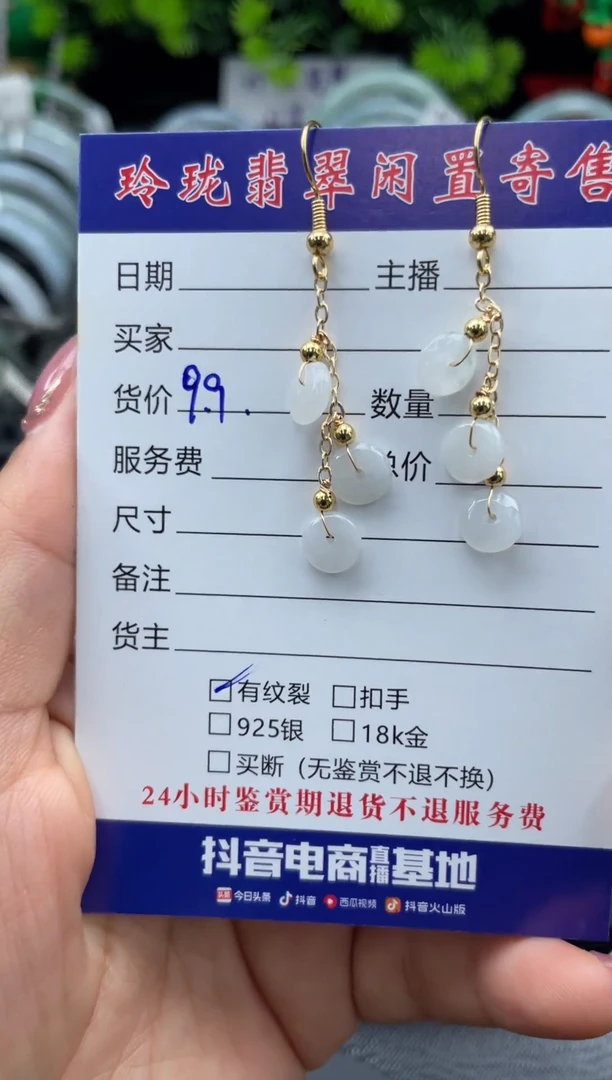 玲珑翡翠闲置寄售
日期 主播
买家
货价 99. 数量
服务费 总价
尺寸
备注
货主
有纹裂 扣手
925银 18k金
买断（无鉴赏不退不换）
24小时鉴赏期退货不退服务费
抖音电商直播基地
头条 今日头条 抖音 西瓜视频 抖音火山版